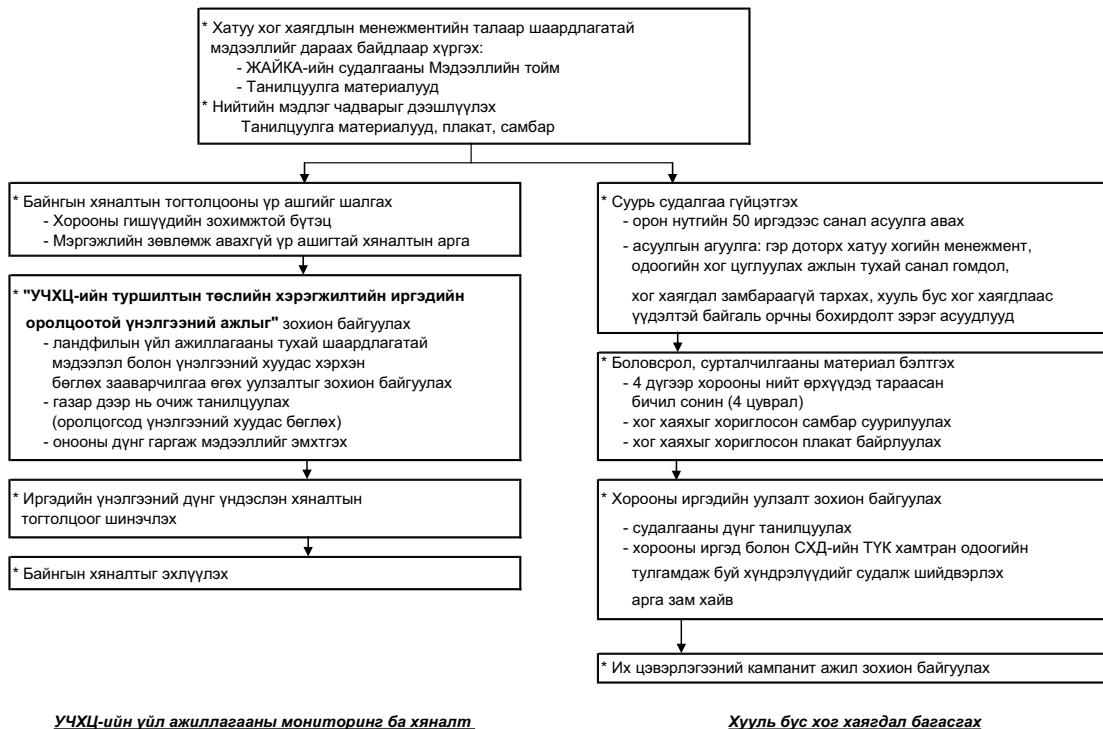 * Хатуу хог хаягдлын менежментийн талаар шаардлагатай
мэдээллийг дараах байдлаар хүргэх:
- ЖАЙКА-ийн судалгааны Мэдээллийн тойм
- Танилцуулга материалууд
* Нийтийн мэдлэг чадварыг дээшлүүлэх
Танилцуулга материалууд, плакат, самбар
* Байнгын хяналтын тогтолцооны үр ашгийг шалгах
- Хорооны гишүүдийн зохимжтой бүтэц
- Мэргэжлийн зөвлөмж авахгүй үр ашигтай хяналтын арга
* "УЧХЦ-ийн туршилтын төслийн хэрэгжилтийн иргэдийн
оролцоотой үнэлгээний ажлыг" зохион байгуулах
- ландфилын үйл ажиллагааны тухай шаардлагатай
мэдээлэл болон үнэлгээний хуудас хэрхэн
бөглөх зааварчилгаа өгөх уулзалтыг зохион байгуулах
- газар дээр нь очиж танилцуулах
(оролцогсод үнэлгээний хуудас бөглөх)
- онооны дүнг гаргаж мэдээллийг эмхтгэх
* Иргэдийн үнэлгээний дүнг үндэслэн хяналтын
тогтолцоог шинэчлэх
* Байнгын хяналтыг эхлүүлэх
УЧХЦ-ийн үйл ажиллагааны мониторинг ба хяналт
* Суурь судалгаа гүйцэтгэх
- орон нутгийн 50 иргэдээс санал асуулга авах
- асуулгын агуулга: гэр доторх хатуу хогийн менежмент,
одоогийн хог цуглуулах ажлын тухай санал гомдол,
хог хаягдал замбараагүй тархах, хууль бус хог хаягдлаас
үүдэлтэй байгаль орчны бохирдолт зэрэг асуудлууд
* Боловсрол, сурталчилгааны материал бэлтгэх
- 4 дүгээр хорооны нийт өрхүүдэд тараасан
бичил сонин (4 цуврал)
- хог хаяхыг хориглосон самбар суурилуулах
- хог хаяхыг хориглосон плакат байрлуулах
* Хорооны иргэдийн уулзалт зохион байгуулах
- судалгааны дүнг танилцуулах
- хорооны иргэд болон СХД-ийн ТҮК хамтран одоогийн
тулгамдаж буй хүндрэлүүдийг судалж шийдвэрлэх
арга зам хайв
* Их цэвэрлэгээний кампанит ажил зохион байгуулах
Хууль бус хог хаягдал багасгах